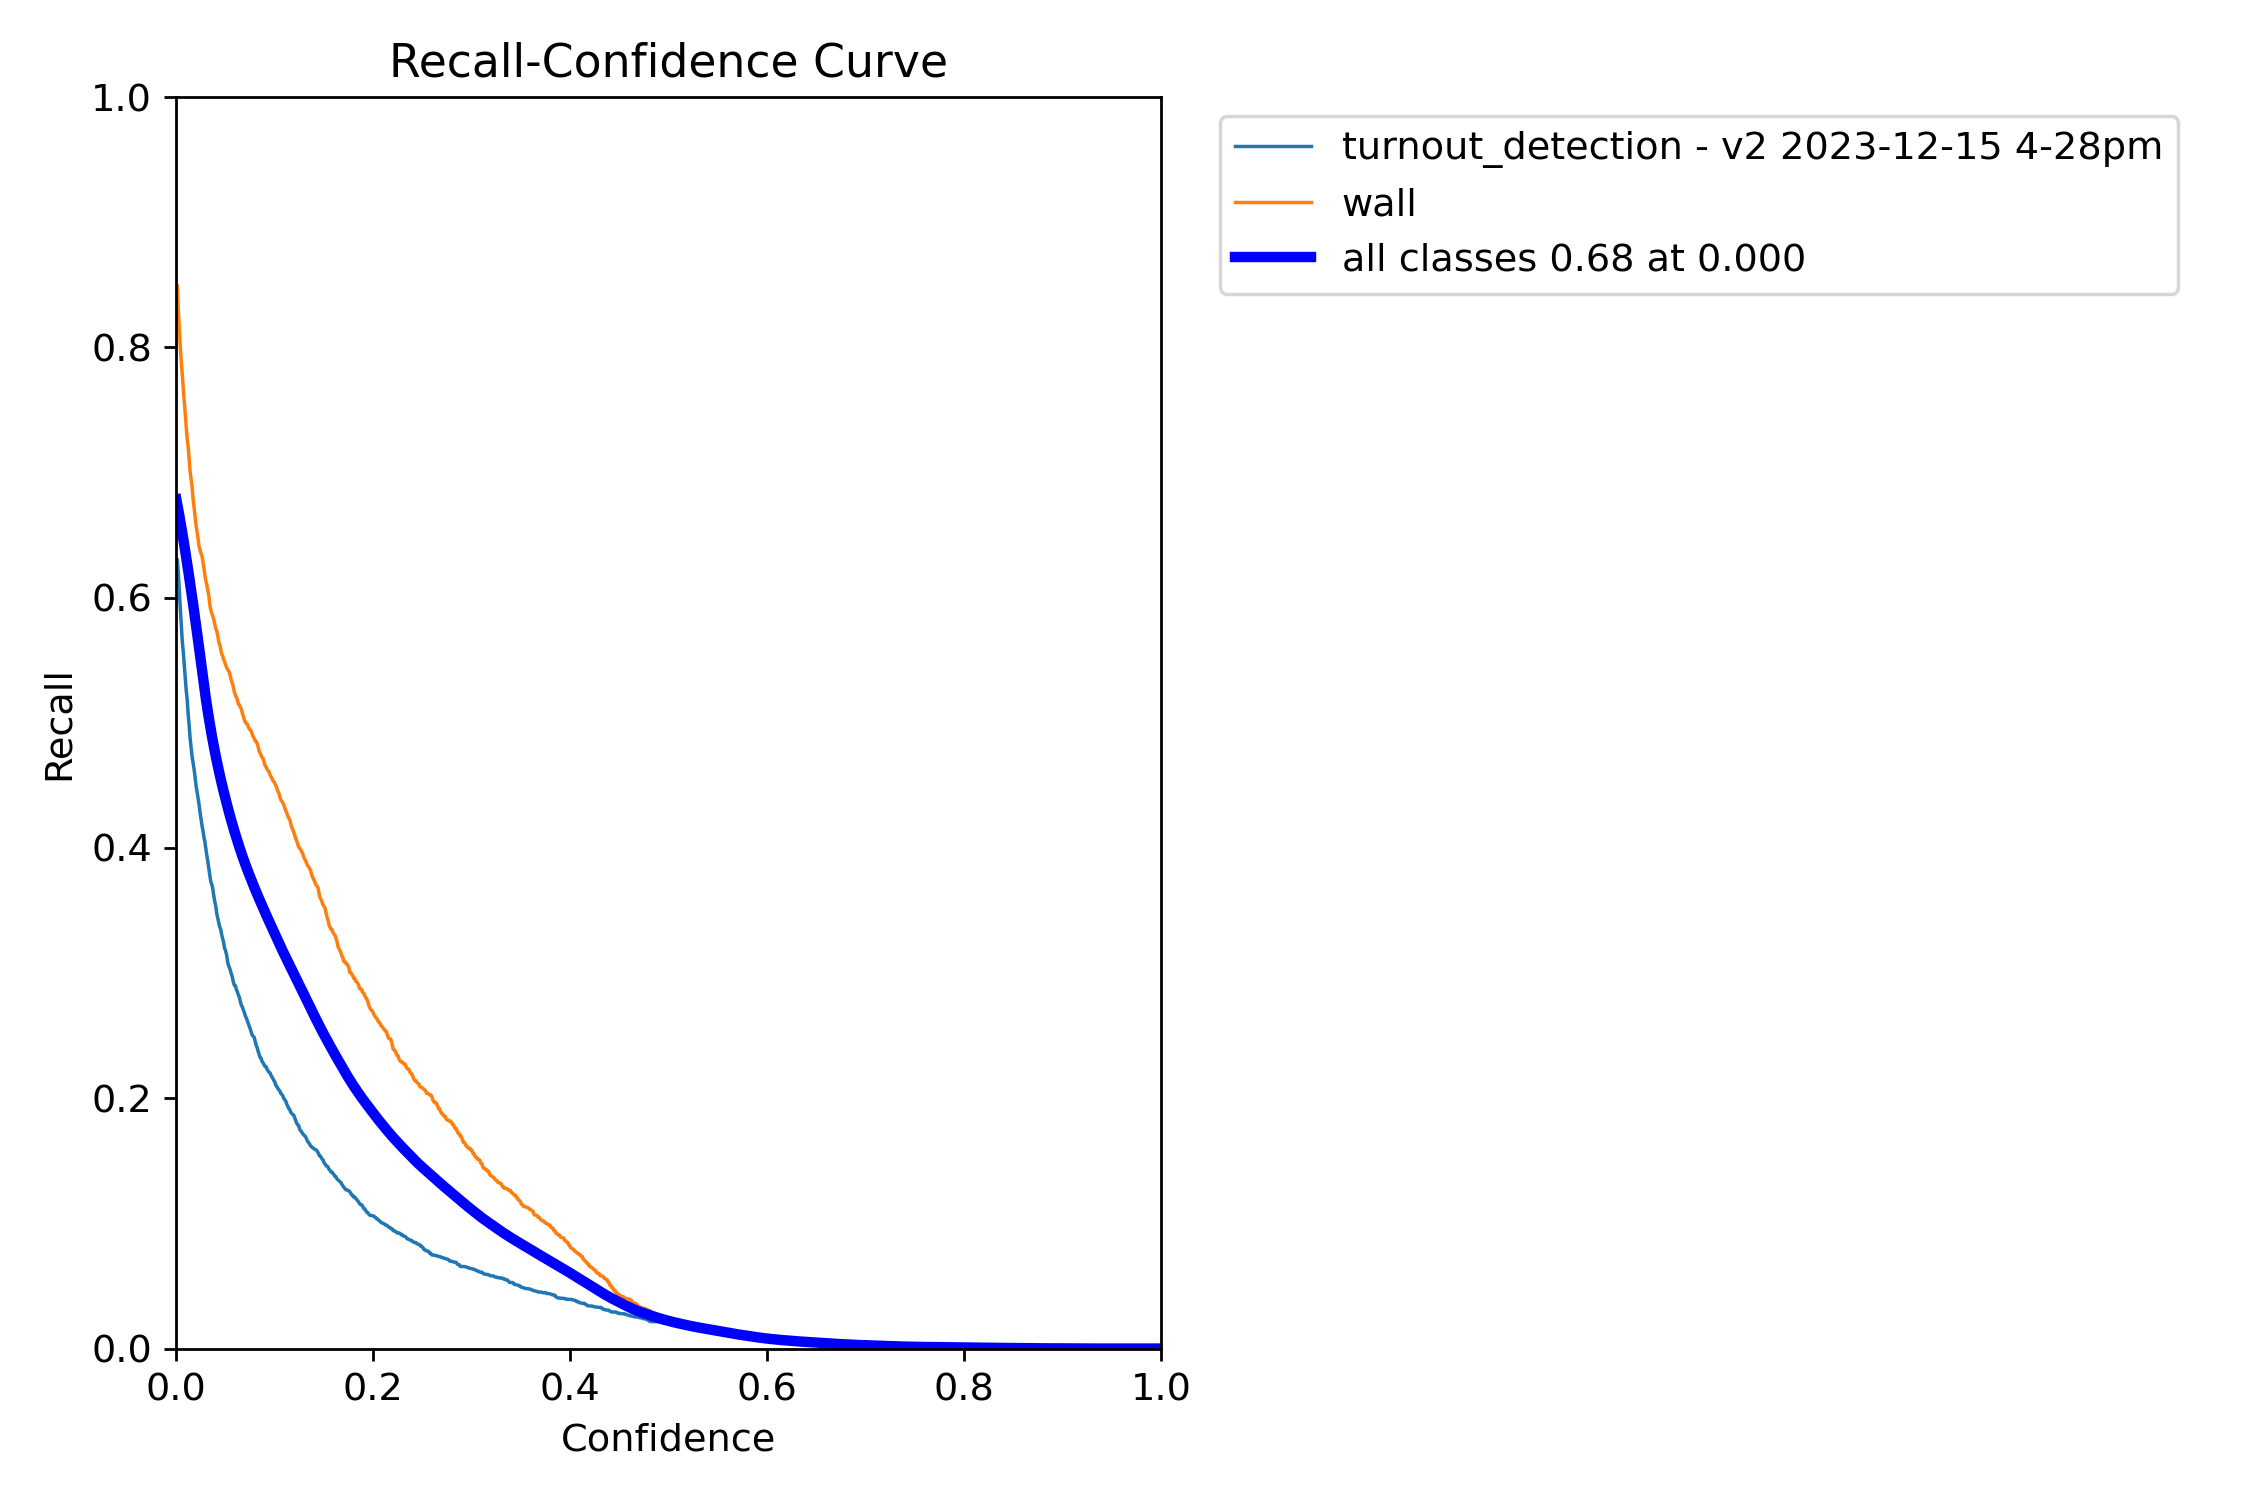 Recall-Confidence Curve
1.0
0.8
0.6
0.4
0.2
0.0
Recall
0.0 0.2 0.4 0.6 0.8 1.0
Confidence
turnout_detection - v2 2023-12-15 4-28pm
wall
all classes 0.68 at 0.000